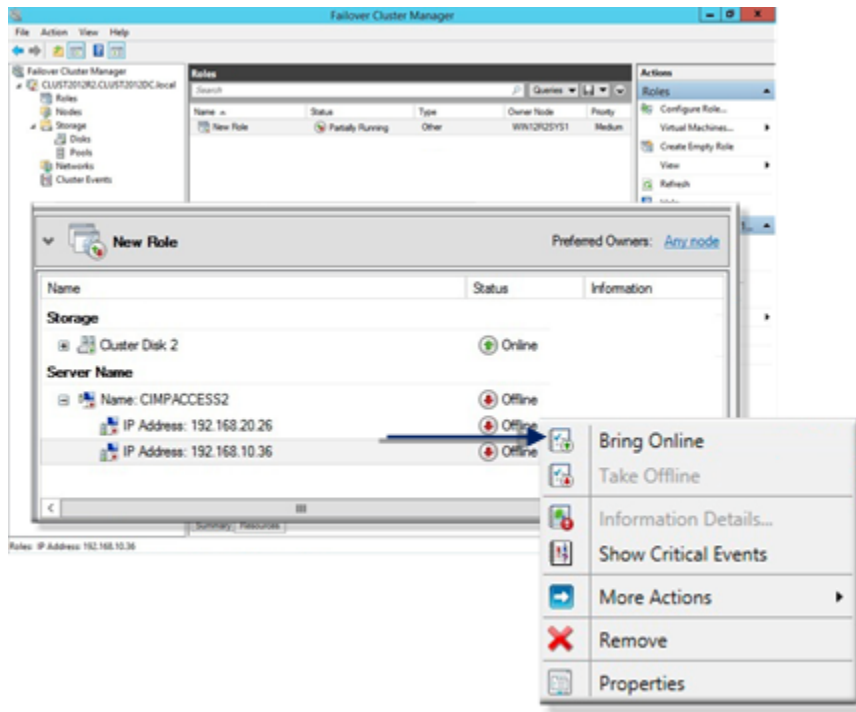 Failover Cluster Manager
File Action View Help
Failover Cluster Manager
CLUST2012R2.CLUST2012DC.local
Roles
Nodes
Storage
Disks
Pools
Networks
Cluster Events
Roles
Search
Queries
Name Status Type Owner Node Priority
New Role Partially Running Other WIN12R2SYS1 Medium
Actions
Roles
Configure Role...
Virtual Machines...
Create Empty Role
View
Refresh
New Role Preferred Owners: Any node
Name Status Information
Storage
Cluster Disk 2 Online
Server Name
Name: CIMPACCESS2 Offline
IP Address: 192.168.20.26 Offline
IP Address: 192.168.10.36 Offline
Bring Online
Take Offline
Information Details...
Show Critical Events
More Actions
Remove
Properties
Summary Resources
Roles: IP Address: 192.168.10.36